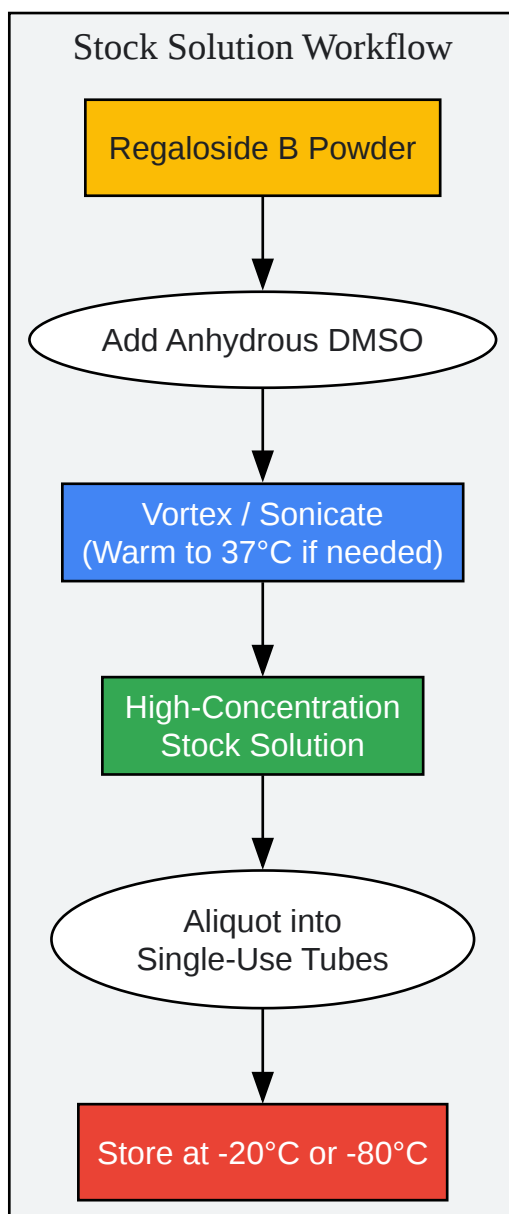 Stock Solution Workflow
Regaloside B Powder
Add Anhydrous DMSO
Vortex / Sonicate
(Warm to 37°C if needed)
High-Concentration
Stock Solution
Aliquot into
Single-Use Tubes
Store at -20°C or -80°C